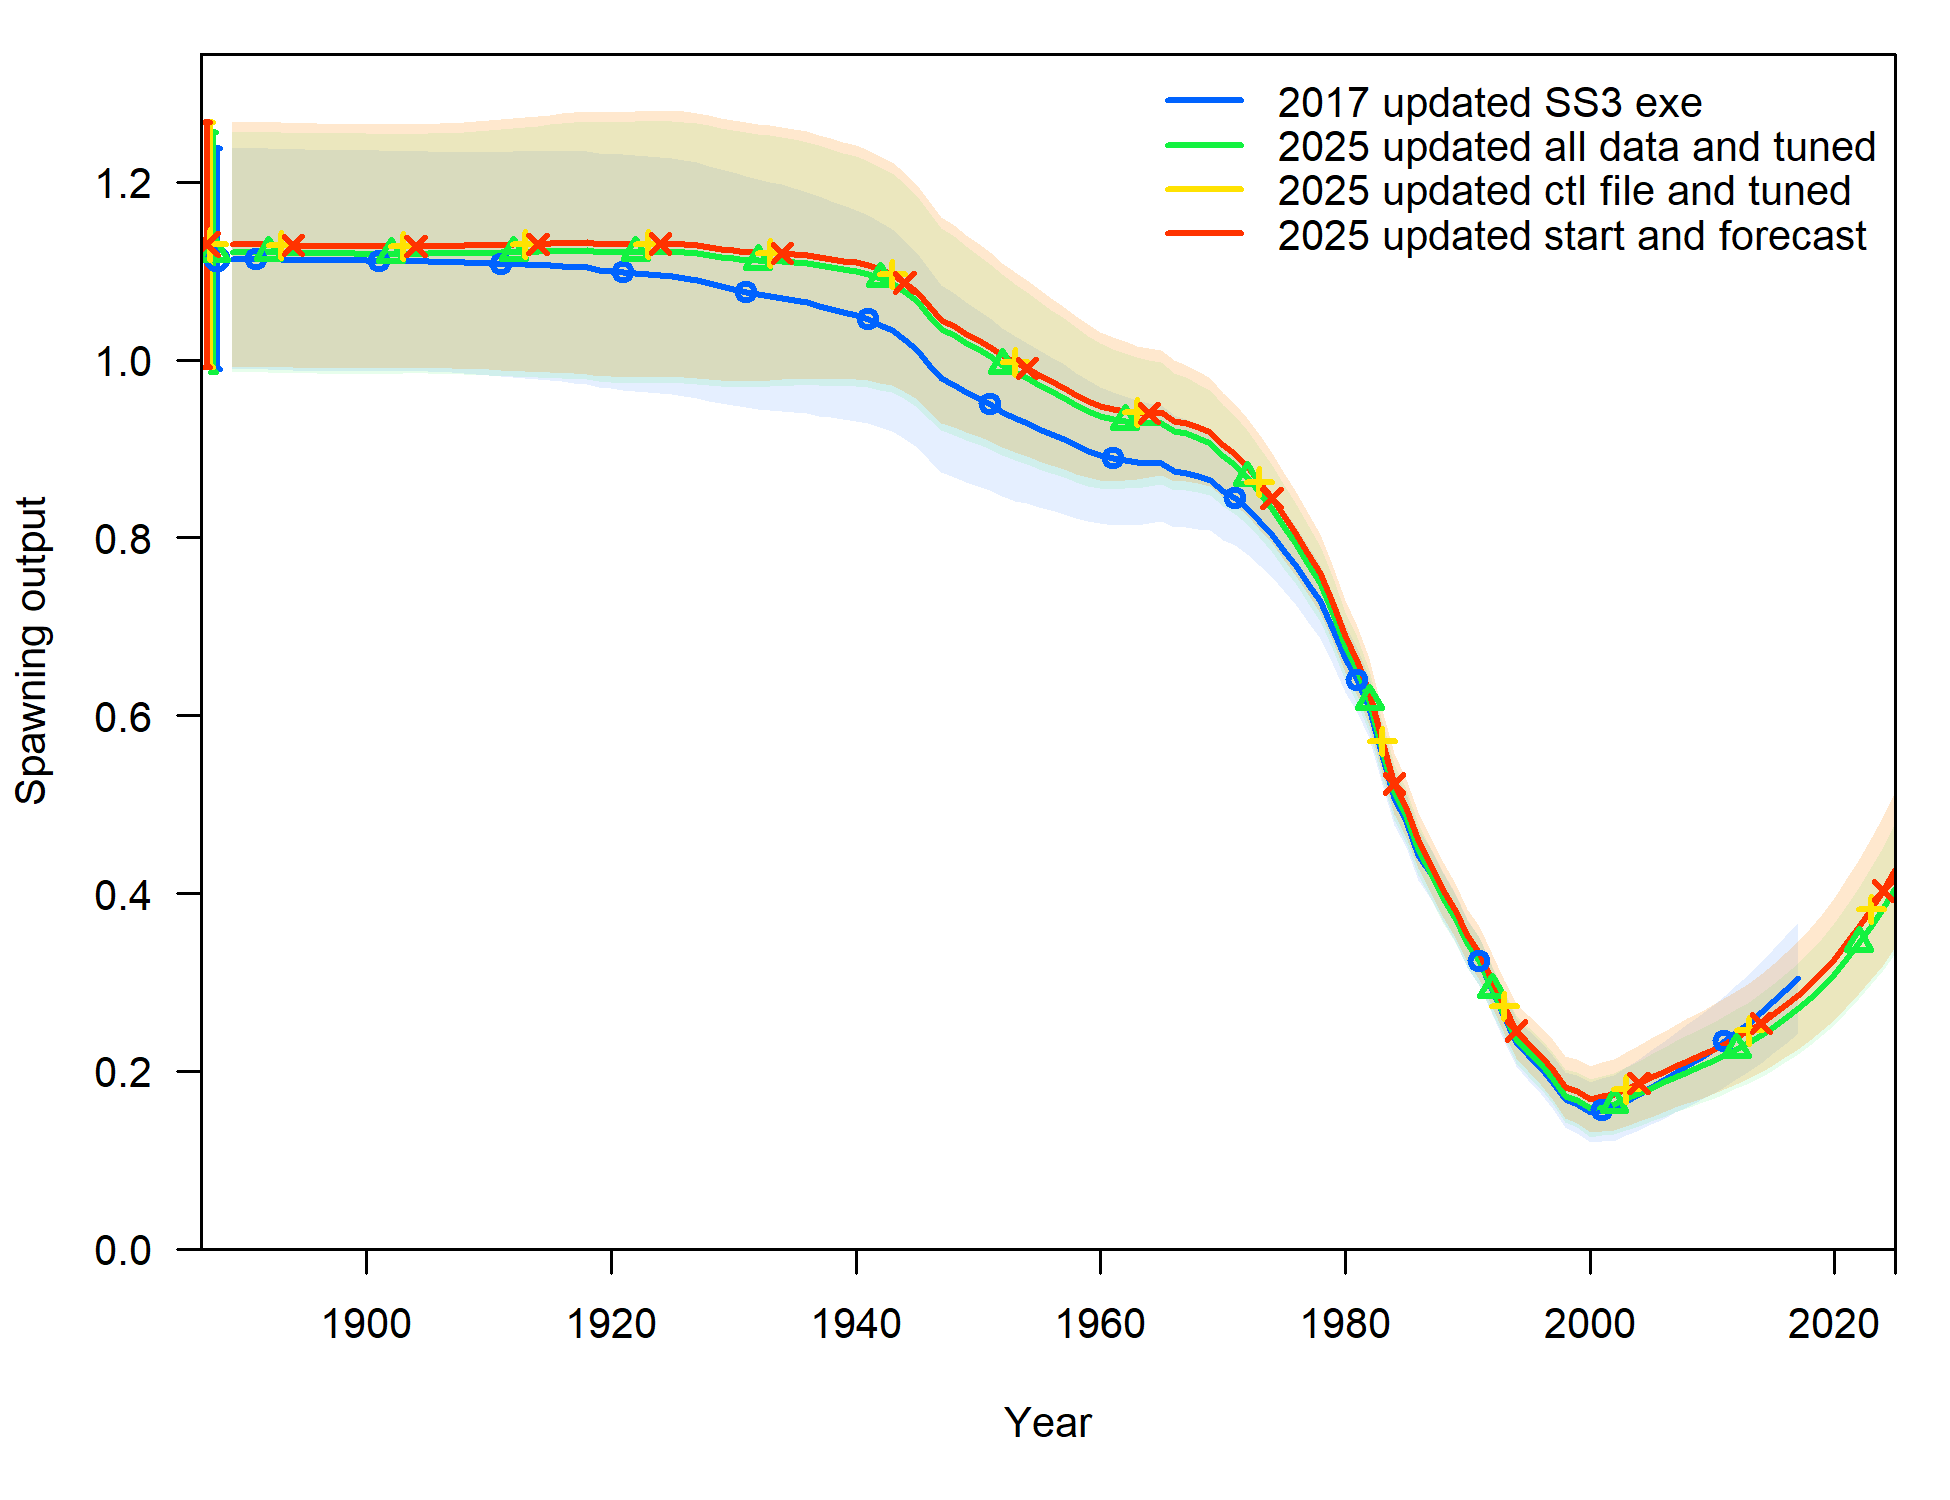 2017 updated SS3 exe
2025 updated all data and tuned
2025 updated ctl file and tuned
2025 updated start and forecast
Spawning output
1.2
1.0
0.8
0.6
0.4
0.2
0.0
1900 1920 1940 1960 1980 2000 2020
Year